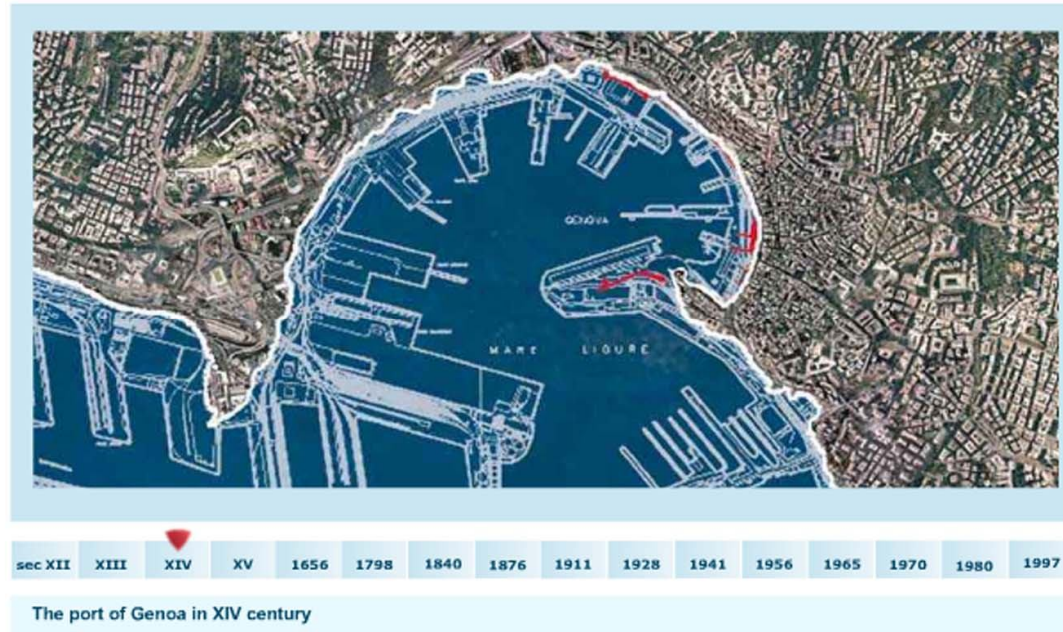 GENOVA
MARE LIGURE
sec XII XIII XIV XV 1656 1798 1840 1876 1911 1928 1941 1956 1965 1970 1980 1997
The port of Genoa in XIV century